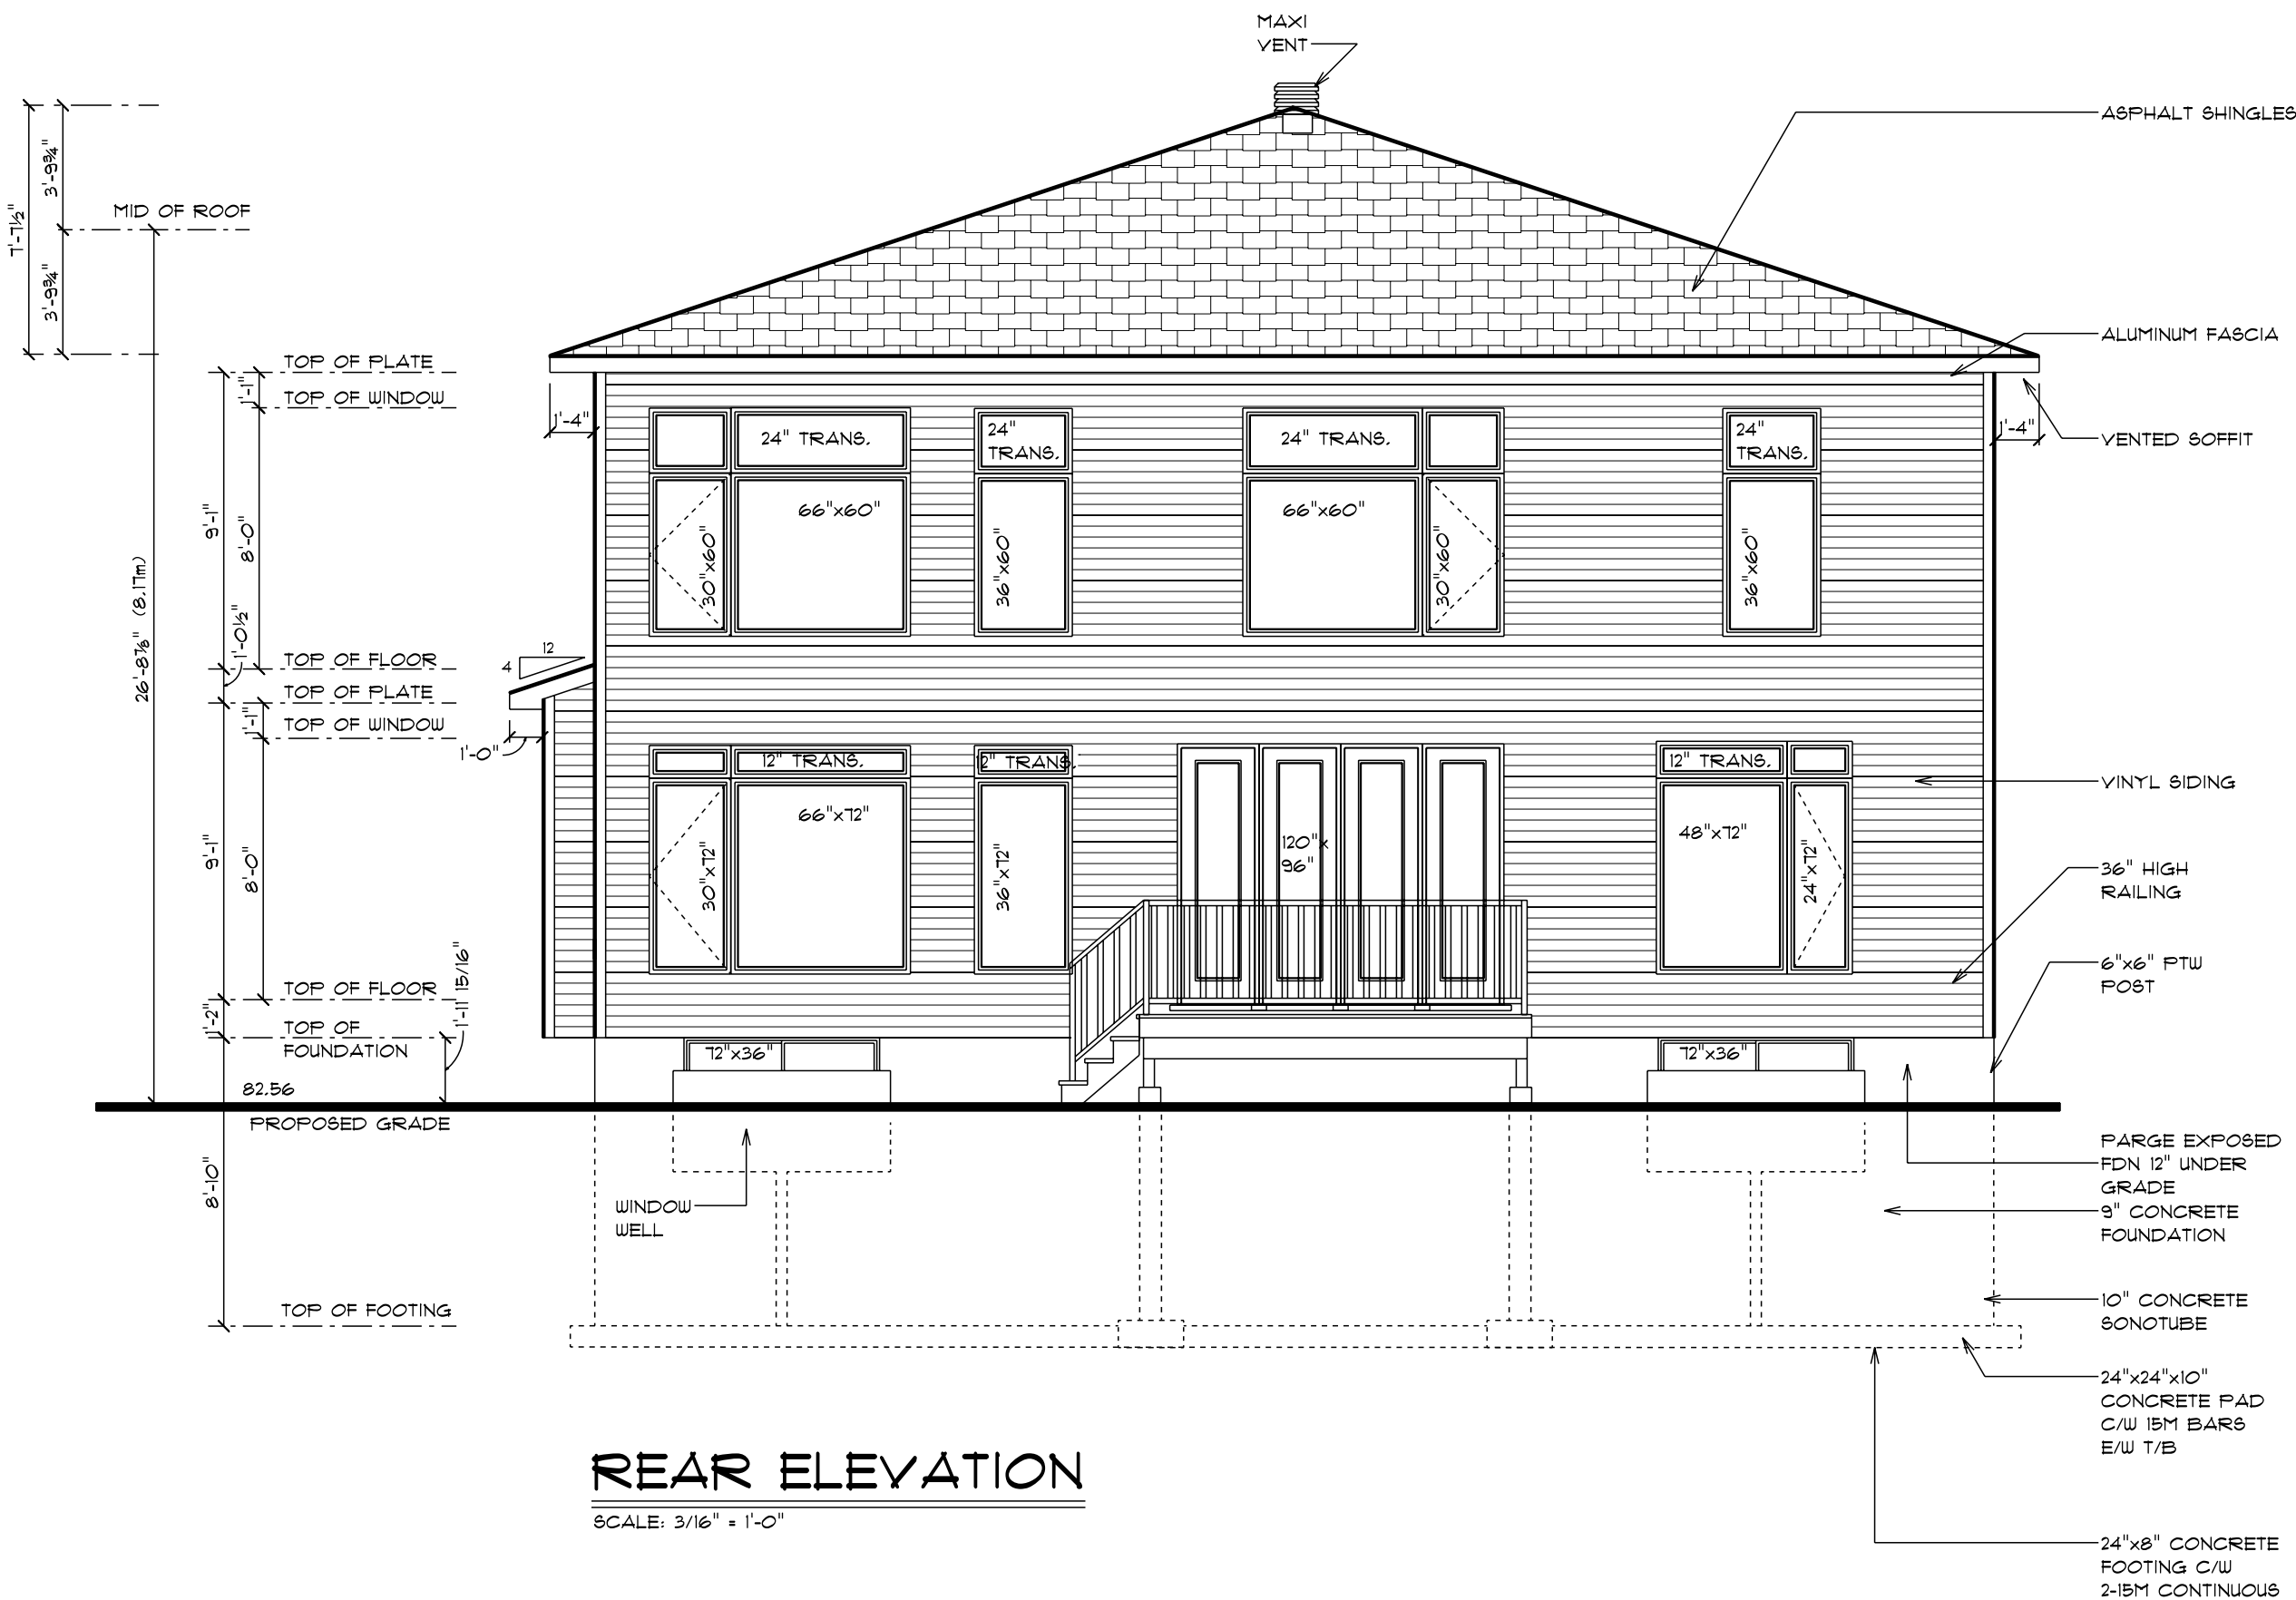 MAXI
VENT
ASPHALT SHINGLES
3'-9¾"
MID OF ROOF
7'-7½"
3'-9¾"
ALUMINUM FASCIA
TOP OF PLATE
1'-1"
TOP OF WINDOW
1'-4"
1'-4"
VENTED SOFFIT
24" TRANS.
24"
TRANS.
24" TRANS.
24"
TRANS.
66"x60"
66"x60"
30"x60"
36"x60"
30"x60"
36"x60"
9'-1"
8'-0"
26'-8⅞" (8.17m)
1'-0½"
12
4
TOP OF FLOOR
TOP OF PLATE
1'-1"
TOP OF WINDOW
1'-0"
12" TRANS.
12" TRANS.
12" TRANS.
VINYL SIDING
66"x72"
120"x
96"
48"x72"
30"x72"
36"x72"
24"x72"
9'-1"
8'-0"
36" HIGH
RAILING
6"x6" PTW
POST
1'-11 15/16"
TOP OF FLOOR
1'-2"
TOP OF
FOUNDATION
72"x36"
72"x36"
82.56
PROPOSED GRADE
PARGE EXPOSED
FDN 12" UNDER
GRADE
9" CONCRETE
FOUNDATION
8'-10"
WINDOW
WELL
10" CONCRETE
SONOTUBE
TOP OF FOOTING
24"x24"x10"
CONCRETE PAD
C/W 15M BARS
E/W T/B
REAR ELEVATION
SCALE: 3/16" = 1'-0"
24"x8" CONCRETE
FOOTING C/W
2-15M CONTINUOUS